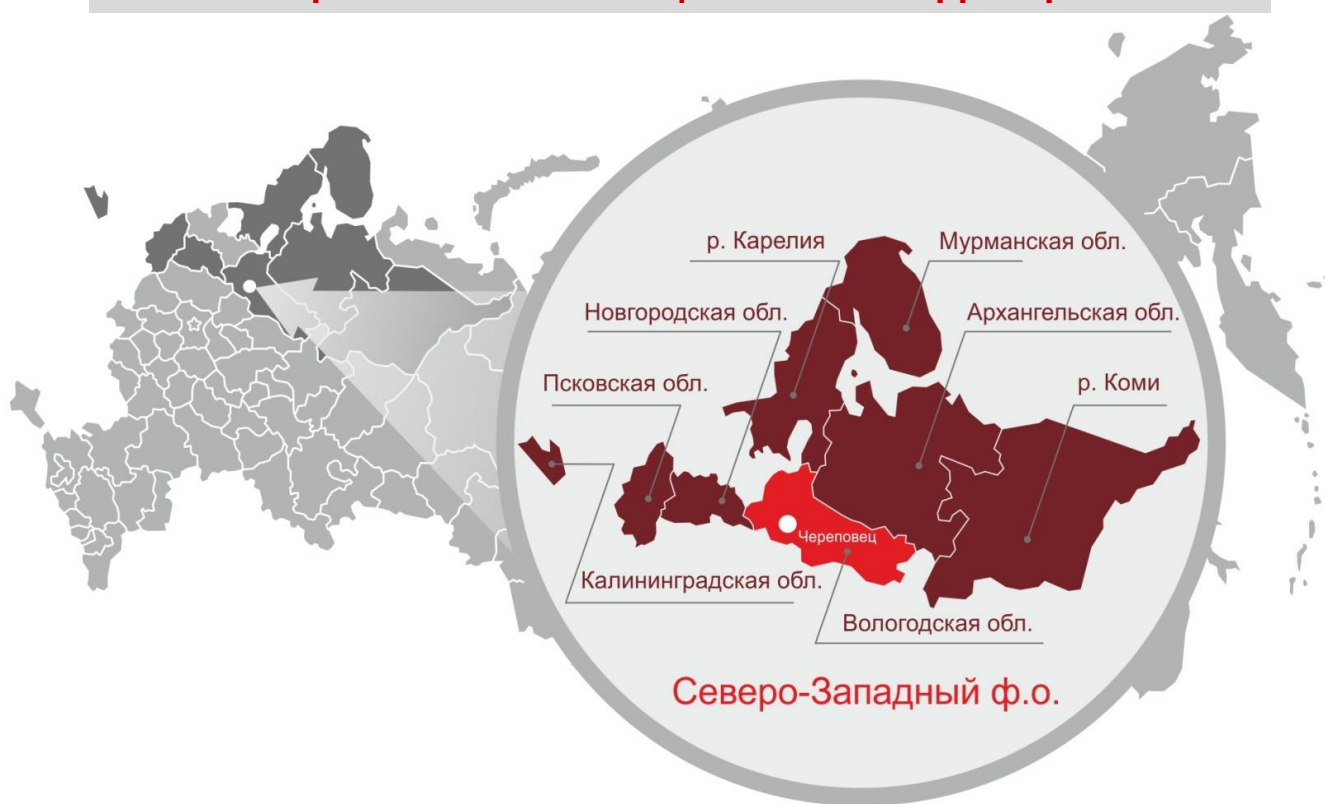 р. Карелия
Мурманская обл.
Новгородская обл.
Архангельская обл.
Псковская обл.
р. Коми
Череповец
Калининградская обл.
Вологодская обл.
Северо-Западный ф.о.